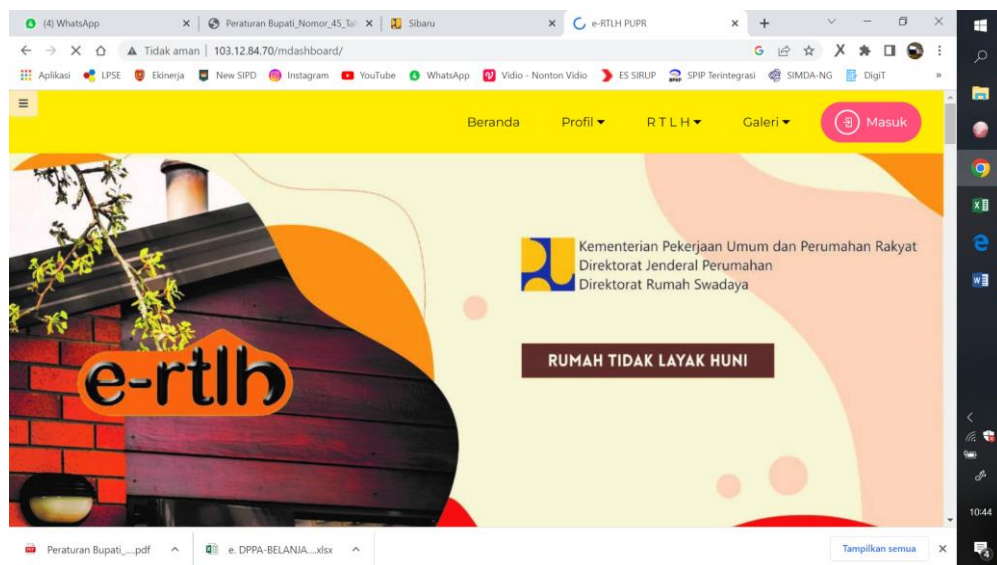 (4) WhatsApp
Peraturan Bupati_Nomor_45_Tah
Sibaru
e-RTLH PUPR
Tidak aman | 103.12.84.70/mdashboard/
Aplikasi LPSE Ekinerja New SIPD Instagram YouTube WhatsApp Vidio - Nonton Vidio ES SIRUP SPIP Terintegrasi SIMDA-NG DigiT »
Beranda Profil RTLH Galeri Masuk
Kementerian Pekerjaan Umum dan Perumahan Rakyat
Direktorat Jenderal Perumahan
Direktorat Rumah Swadaya
RUMAH TIDAK LAYAK HUNI
e-rtlh
10:44
Peraturan Bupati_....pdf
e. DPPA-BELANJA....xlsx
Tampilkan semua
4